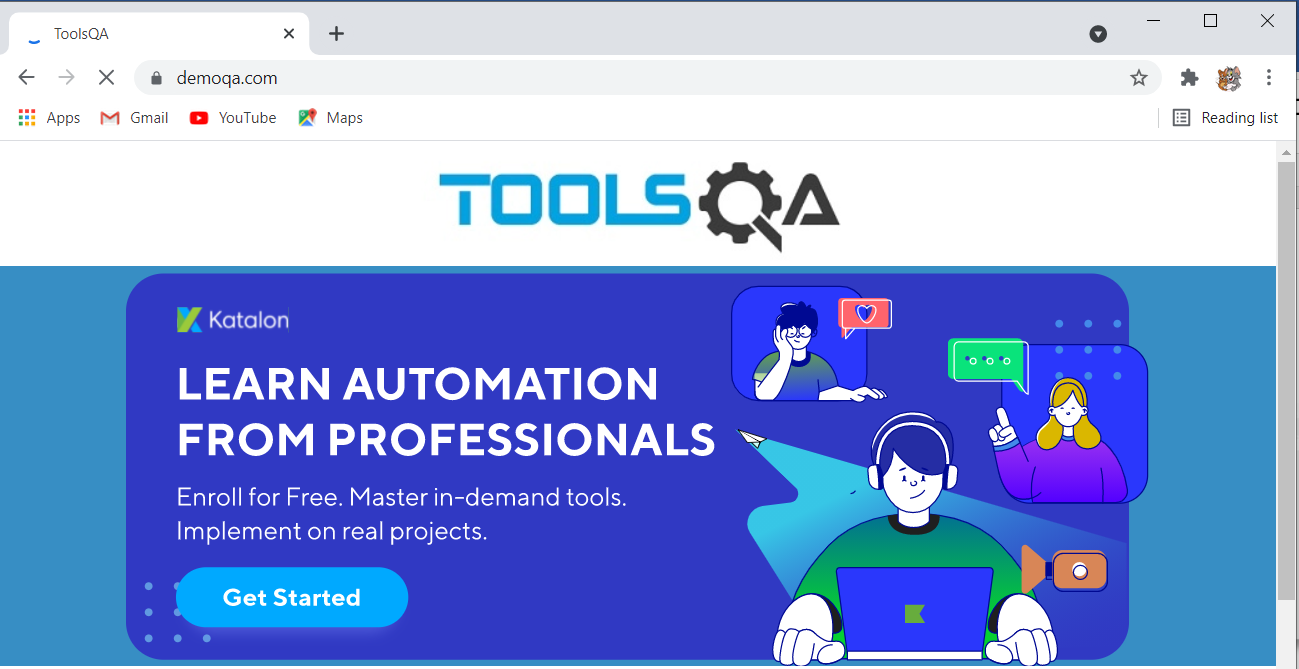 ToolsQA
demoqa.com
Apps Gmail YouTube Maps Reading list
TOOLSQA
Katalon
LEARN AUTOMATION
FROM PROFESSIONALS
Enroll for Free. Master in-demand tools.
Implement on real projects.
Get Started